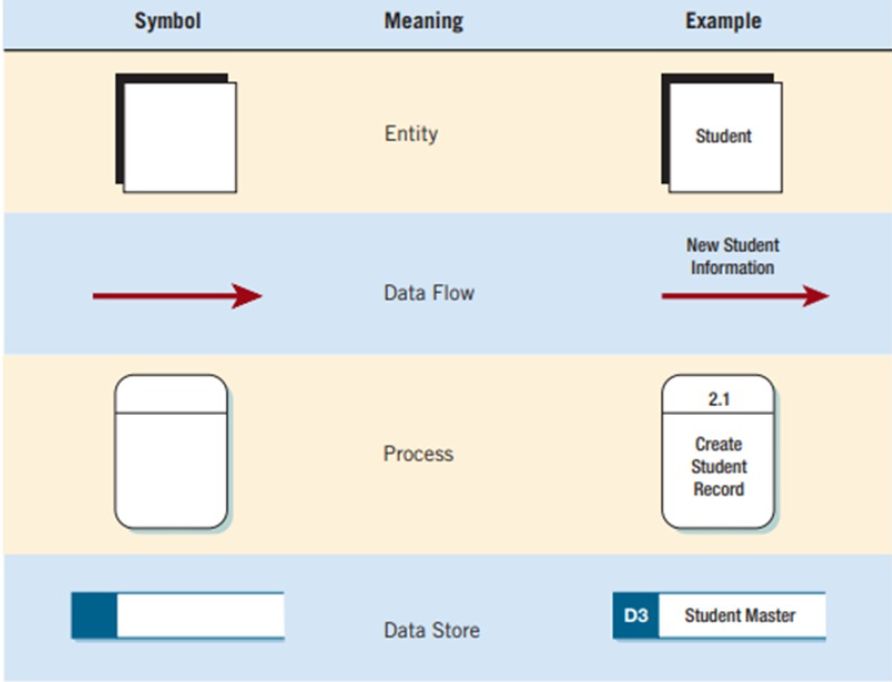 Symbol Meaning Example
Entity Student
New Student
Information
Data Flow
2.1
Create
Student
Record
Process
D3 Student Master
Data Store